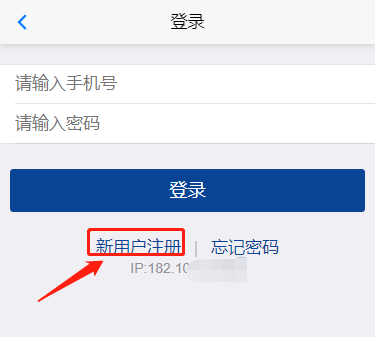 登录
请输入手机号
请输入密码
登录
新用户注册 | 忘记密码
IP:182.10